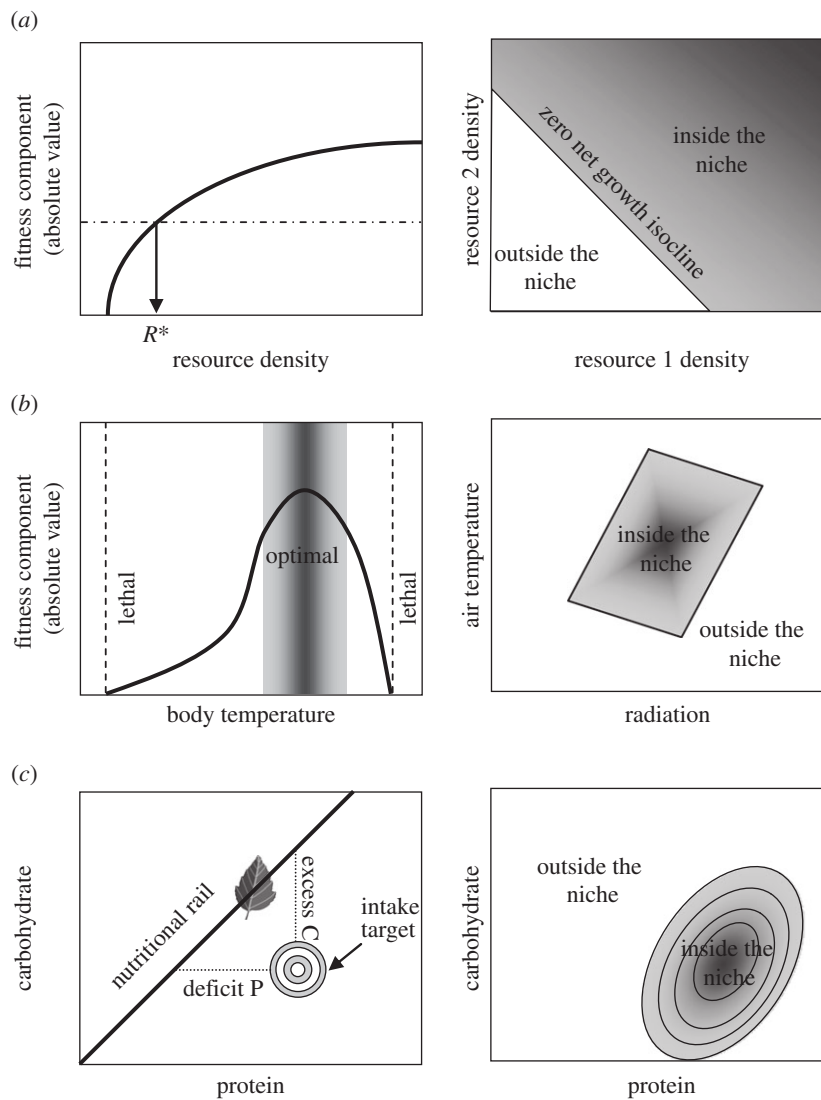 (a)
fitness component
(absolute value)
R*
resource density
resource 2 density
zero net growth isocline
inside the
niche
outside the
niche
resource 1 density
(b)
fitness component
(absolute value)
lethal
optimal
lethal
body temperature
air temperature
inside the
niche
outside the
niche
radiation
(c)
carbohydrate
nutritional rail
excess C
intake
target
deficit P
protein
carbohydrate
outside the
niche
inside the
niche
protein